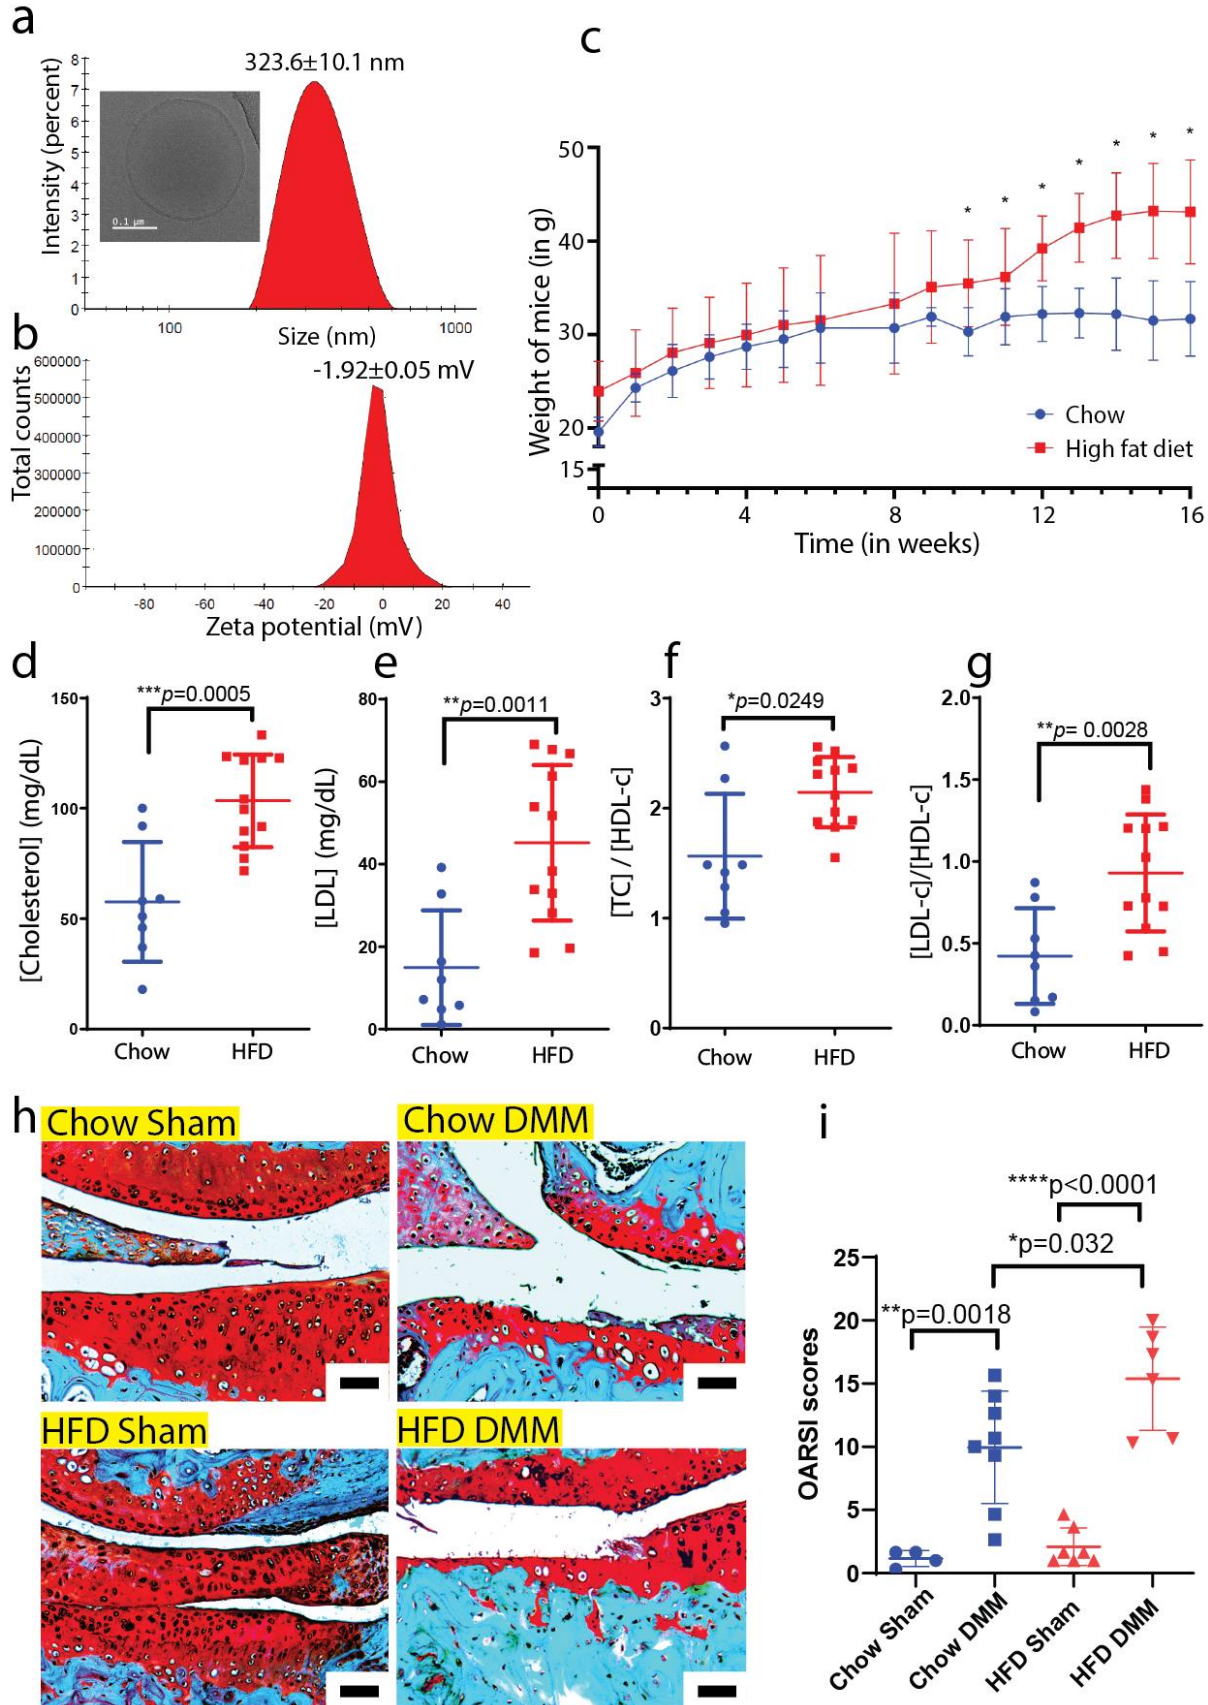 a
323.6±10.1 nm
Intensity (percent)
8
7
6
5
4
3
2
1
0
0.1 µm
100
1000
Size (nm)
b
-1.92±0.05 mV
Total counts
600000
500000
400000
300000
200000
100000
0
-80
-60
-40
-20
0
20
40
Zeta potential (mV)
c
Weight of mice (in g)
50
40
30
20
15
13
* * * * * * *
Chow
High fat diet
0
4
8
12
16
Time (in weeks)
d
***p=0.0005
[Cholesterol] (mg/dL)
150
100
50
0
Chow
HFD
e
**p=0.0011
[LDL] (mg/dL)
80
60
40
20
0
Chow
HFD
f
*p=0.0249
[TC] / [HDL-c]
3
2
1
0
Chow
HFD
g
**p= 0.0028
[LDL-c]/[HDL-c]
2.0
1.5
1.0
0.5
0.0
Chow
HFD
h
Chow Sham
Chow DMM
HFD Sham
HFD DMM
i
****p<0.0001
*p=0.032
**p=0.0018
OARSI scores
25
20
15
10
5
0
Chow Sham
Chow DMM
HFD Sham
HFD DMM